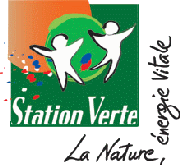 Station Verte
La Nature, énergie Vitale